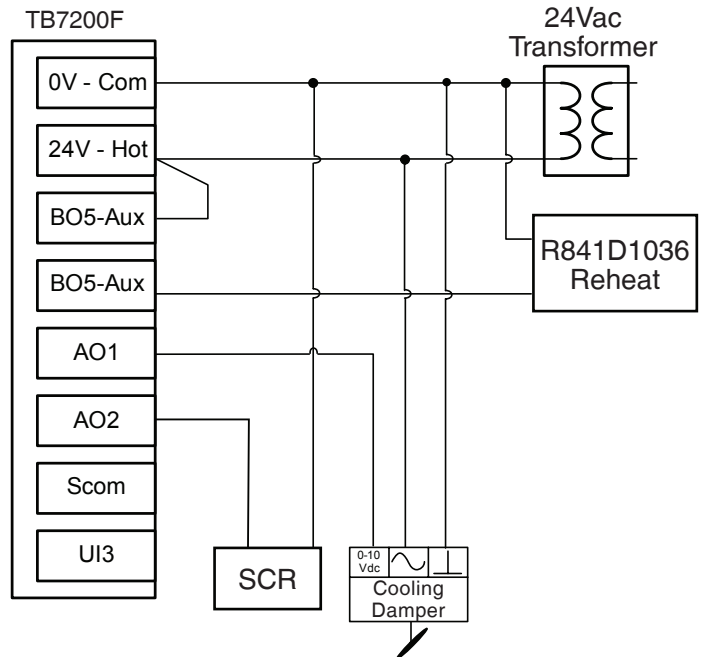 TB7200F
24Vac
Transformer
0V - Com
24V - Hot
BO5-Aux
BO5-Aux
R841D1036
Reheat
AO1
AO2
Scom
UI3
SCR
0-10
Vdc
Cooling
Damper